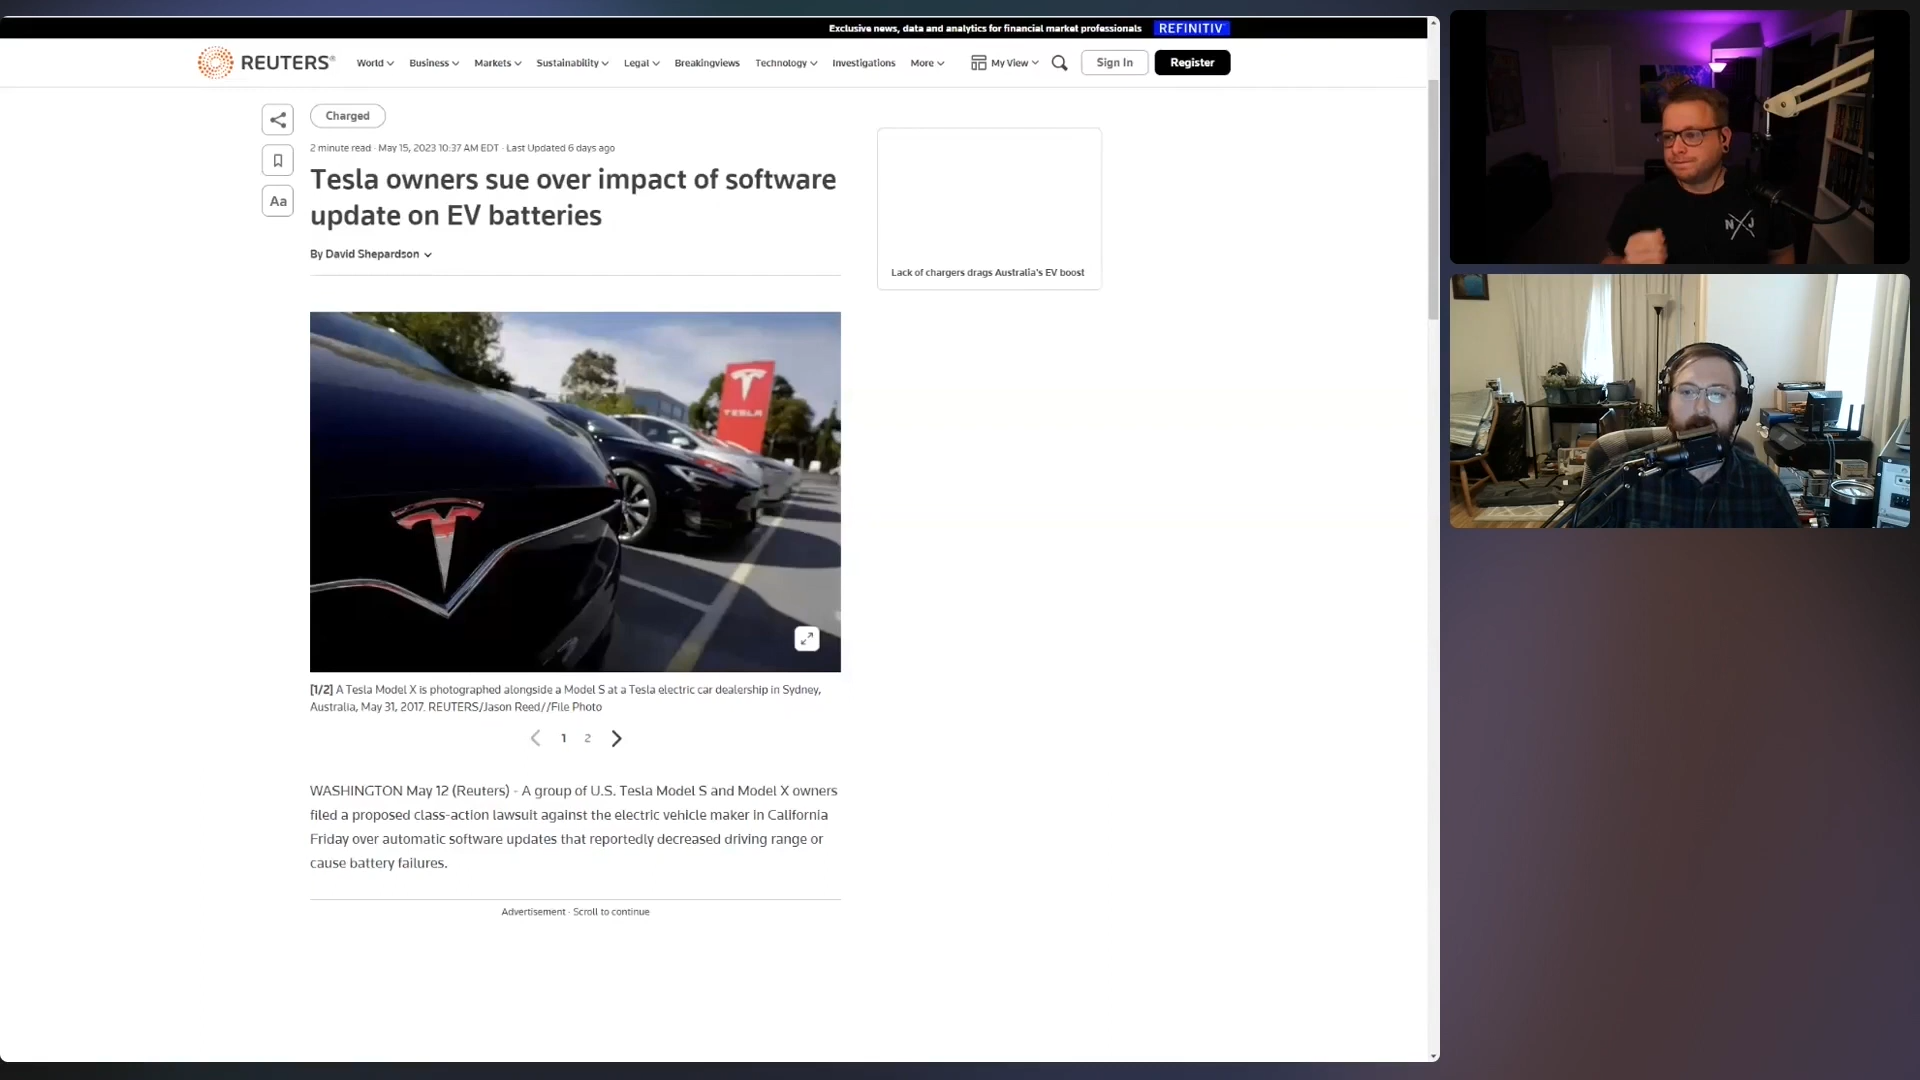 Exclusive news, data and analytics for financial market professionals REFINITIV
REUTERS® World Business Markets Sustainability Legal Breakingviews Technology Investigations More My View Sign In Register
Charged
2 minute read · May 15, 2023 10:37 AM EDT · Last Updated 6 days ago
Aa
Tesla owners sue over impact of software
update on EV batteries
By David Shepardson
Lack of chargers drags Australia's EV boost
TESLA
[1/2] A Tesla Model X is photographed alongside a Model S at a Tesla electric car dealership in Sydney,
Australia, May 31, 2017. REUTERS/Jason Reed//File Photo
1 2
WASHINGTON May 12 (Reuters) - A group of U.S. Tesla Model S and Model X owners
filed a proposed class-action lawsuit against the electric vehicle maker in California
Friday over automatic software updates that reportedly decreased driving range or
cause battery failures.
Advertisement · Scroll to continue
N J